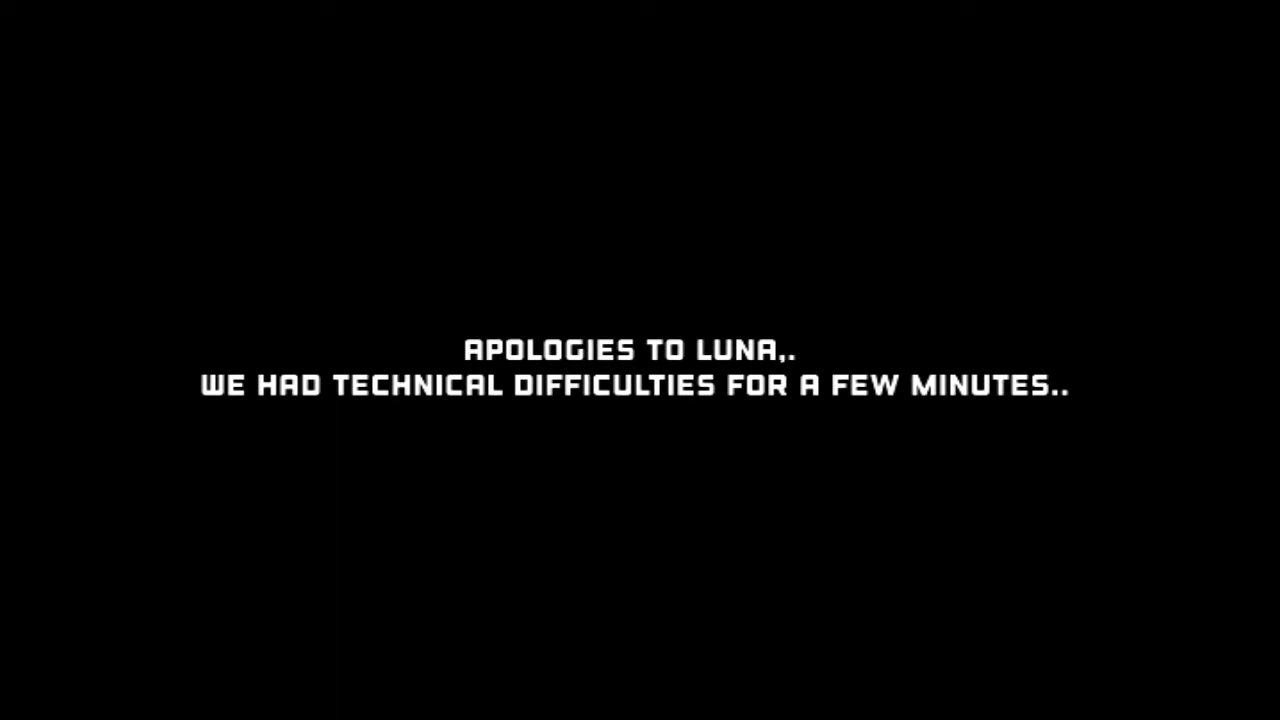 APOLOGIES TO LUNA,.
WE HAD TECHNICAL DIFFICULTIES FOR A FEW MINUTES..